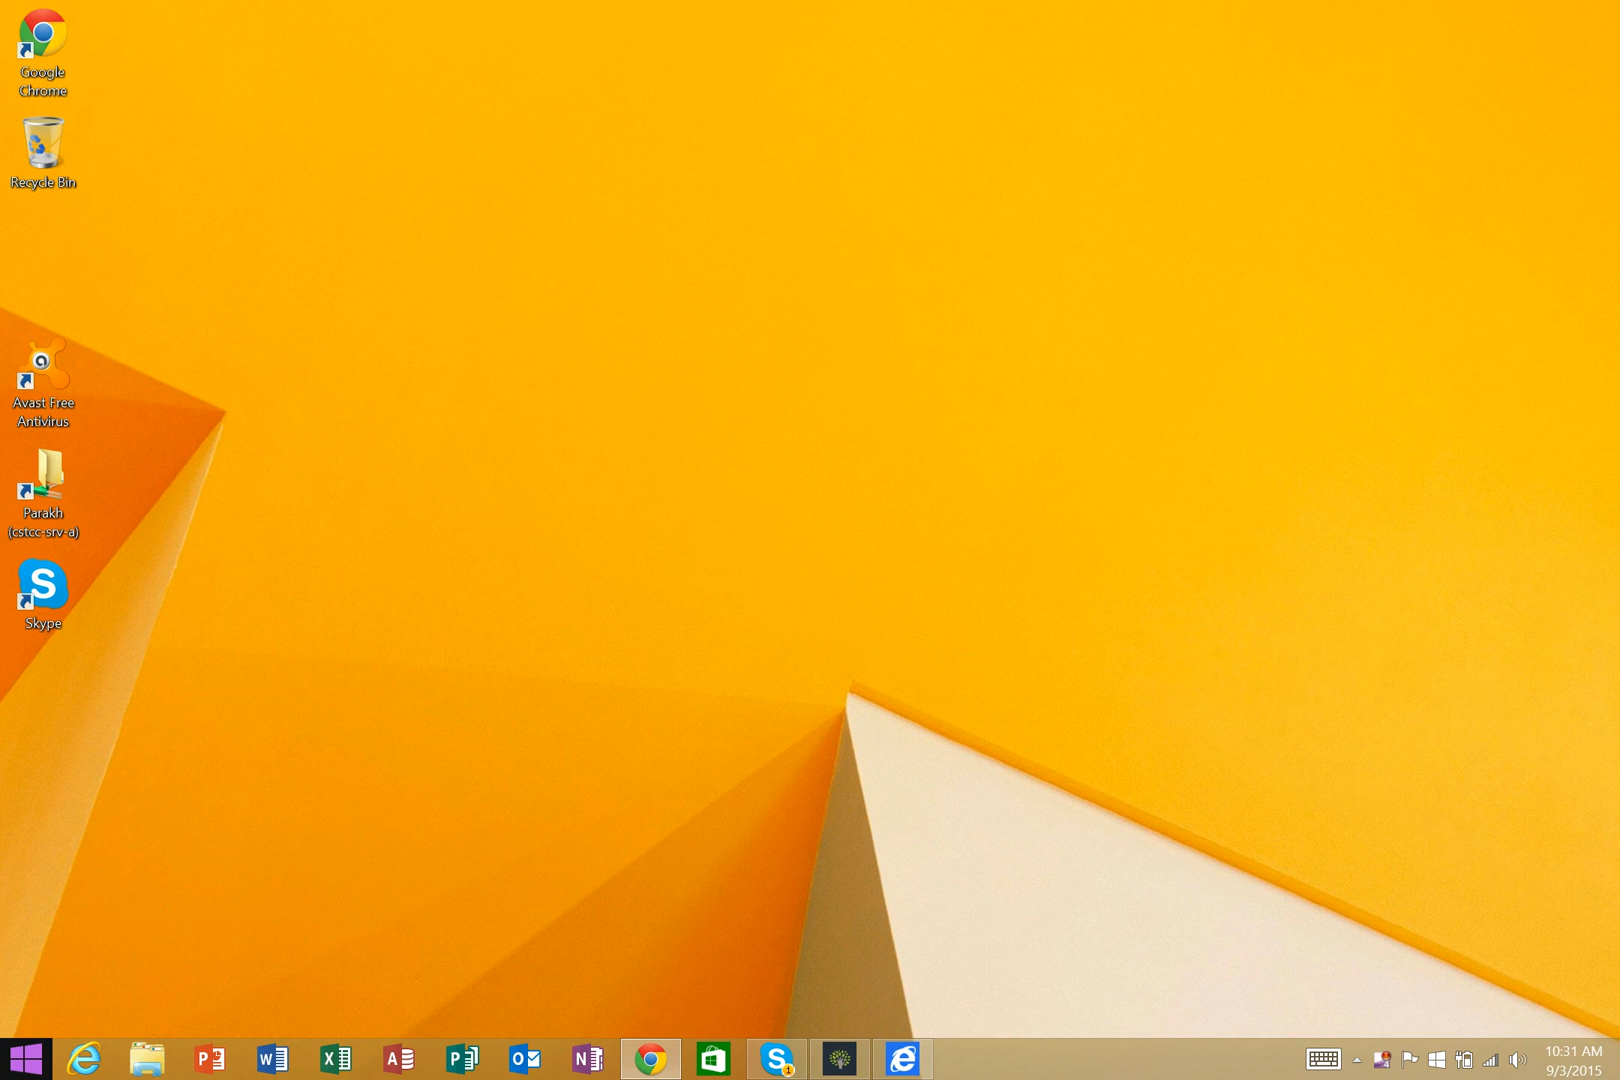 Google
Chrome
Recycle Bin
Avast Free
Antivirus
Parakh
(cstcc-srv-a)
Skype
10:31 AM
9/3/2015